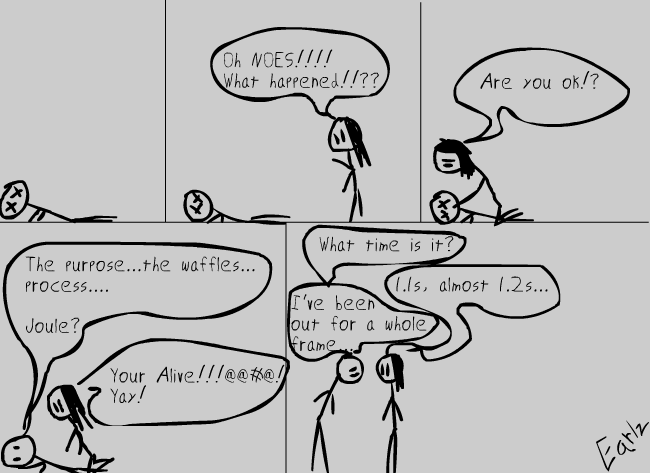 Oh NOES!!!!
What happened!!??
Are you ok!?
The purpose...the waffles...
process....
Joule?
Your Alive!!!@@#@!
Yay!
What time is it?
1.1s, almost 1.2s...
I've been
out for a whole
frame...
Earlz